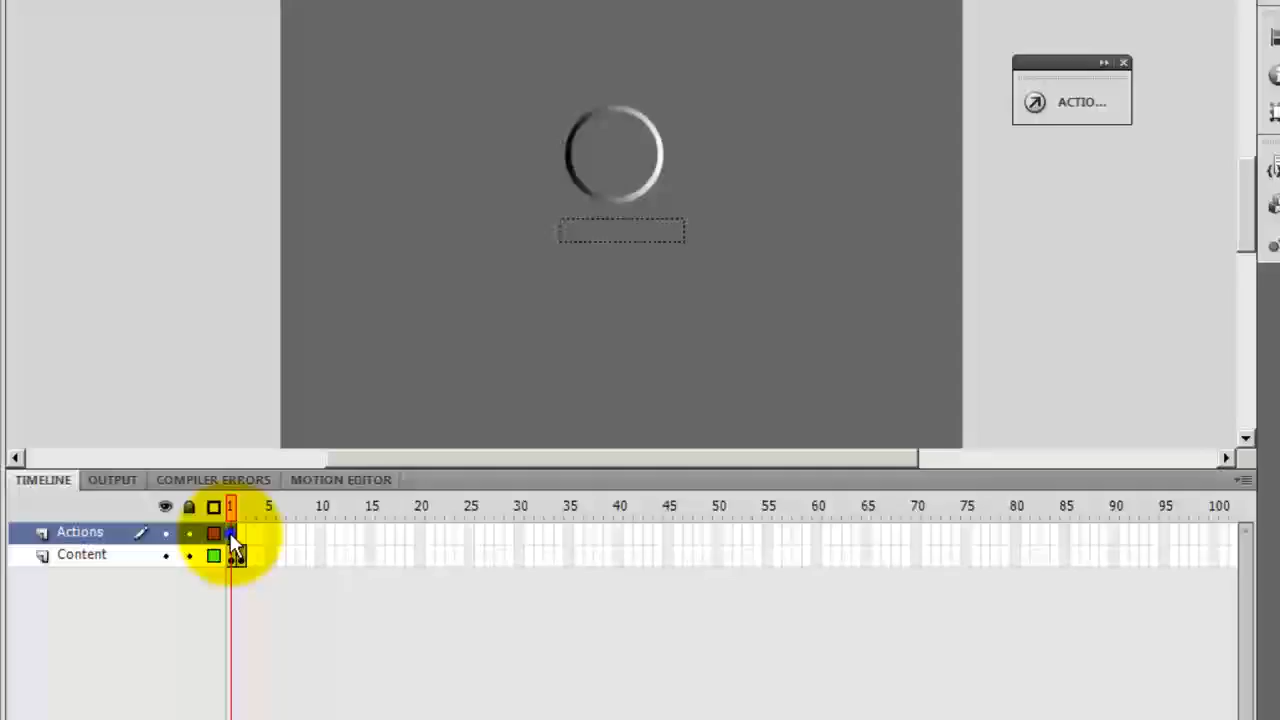 ACTIO...
TIMELINE OUTPUT COMPILER ERRORS MOTION EDITOR
1 5 10 15 20 25 30 35 40 45 50 55 60 65 70 75 80 85 90 95 100
Actions
Content